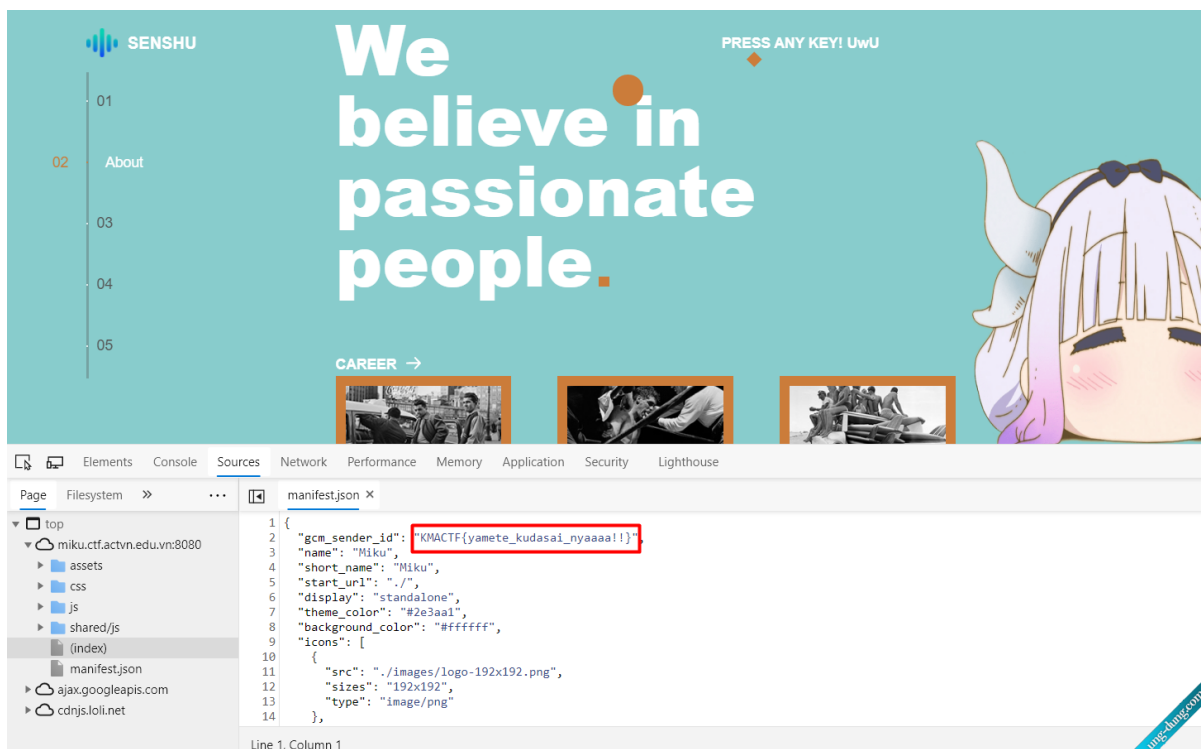 SENSHU
We
believe in
passionate
people.
PRESS ANY KEY! UwU
01
02 About
03
04
05
CAREER →
Elements Console Sources Network Performance Memory Application Security Lighthouse
Page Filesystem » ⋯
manifest.json ×
top
miku.ctf.actvn.edu.vn:8080
assets
css
js
shared/js
(index)
manifest.json
ajax.googleapis.com
cdnjs.loli.net
1 {
2 "gcm_sender_id": "KMACTF{yamete_kudasai_nyaaaa!!}",
3 "name": "Miku",
4 "short_name": "Miku",
5 "start_url": "./",
6 "display": "standalone",
7 "theme_color": "#2e3aa1",
8 "background_color": "#ffffff",
9 "icons": [
10 {
11 "src": "./images/logo-192x192.png",
12 "sizes": "192x192",
13 "type": "image/png"
14 },
Line 1, Column 1
ung-dung.com